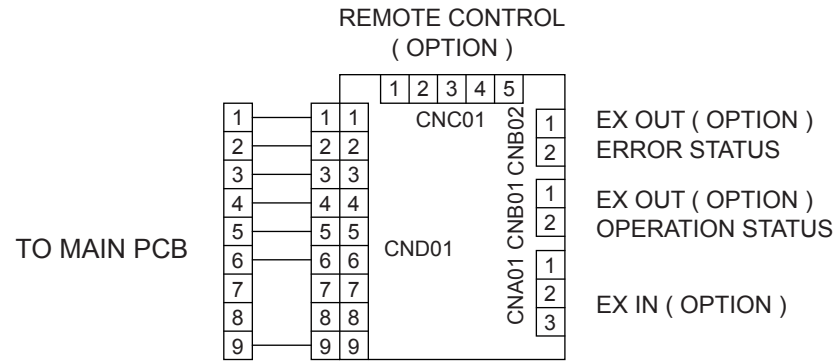 REMOTE CONTROL
( OPTION )
1 2 3 4 5
CNC01
1 1 1
2 2 2
3 3 3
4 4 4
5 5 5
6 6 6
7 7 7
8 8 8
9 9 9
TO MAIN PCB
CND01
CNB02
1
2
EX OUT ( OPTION )
ERROR STATUS
CNB01
1
2
EX OUT ( OPTION )
OPERATION STATUS
CNA01
1
2
3
EX IN ( OPTION )